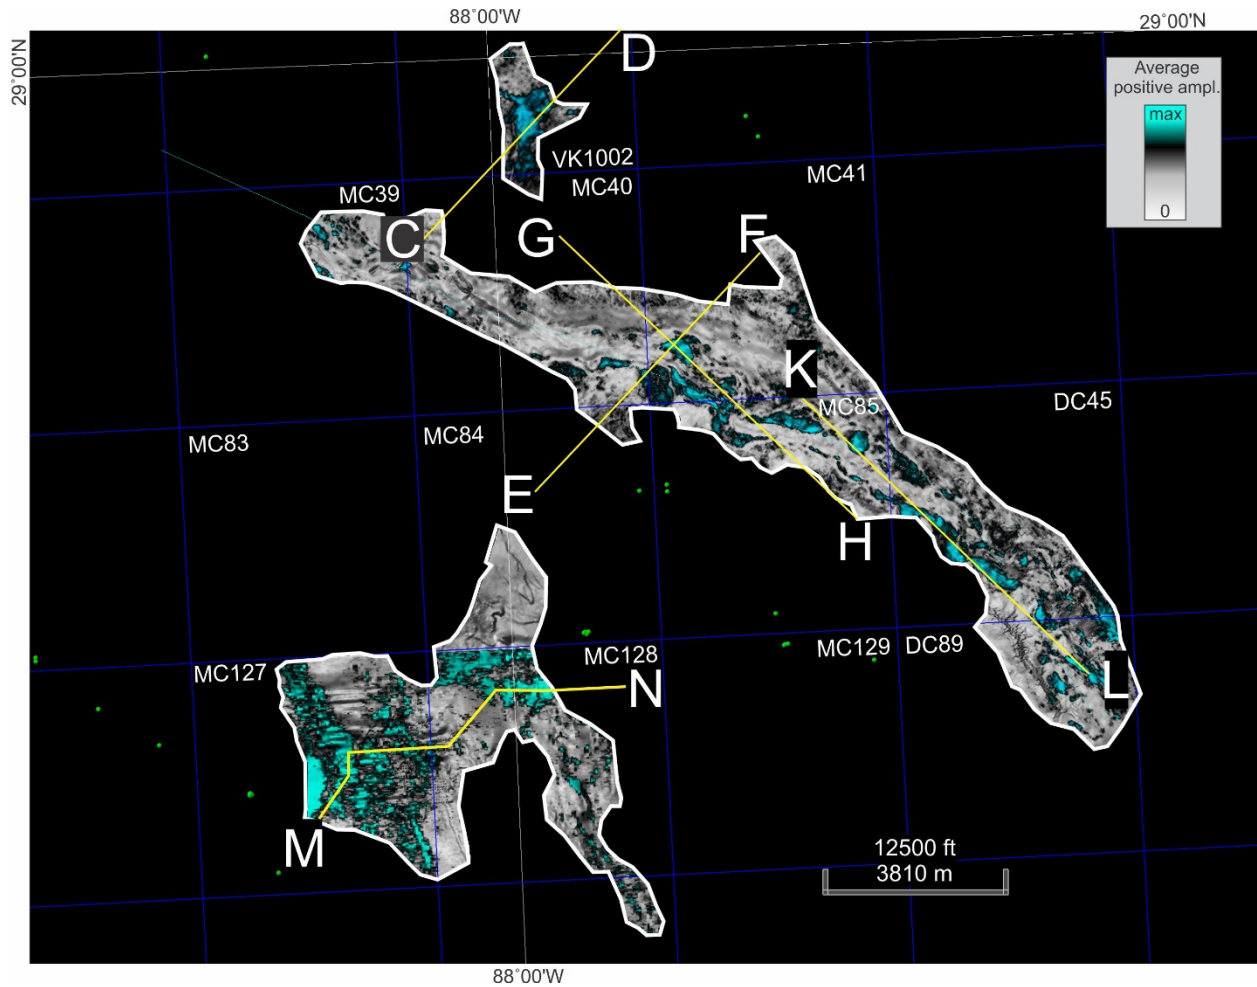 88°00'W
29°00'N
29°00'N
D
Average
positive ampl.
max
0
VK1002
MC40
MC41
MC39
C
G
F
K
MC85
DC45
MC83
MC84
E
H
MC127
MC128
MC129
DC89
N
L
M
12500 ft
3810 m
88°00'W